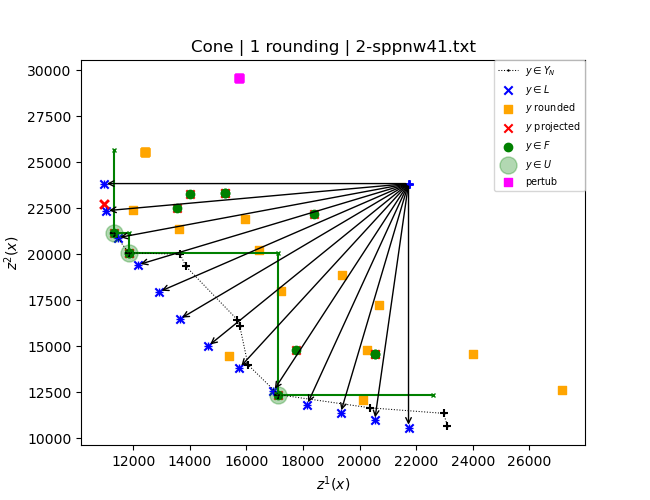 Cone | 1 rounding | 2-sppnw41.txt
30000
27500
25000
22500
20000
17500
15000
12500
10000
z²(x)
12000 14000 16000 18000 20000 22000 24000 26000
z¹(x)
y ∈ Y_N
y ∈ L
y rounded
y projected
y ∈ F
y ∈ U
pertub